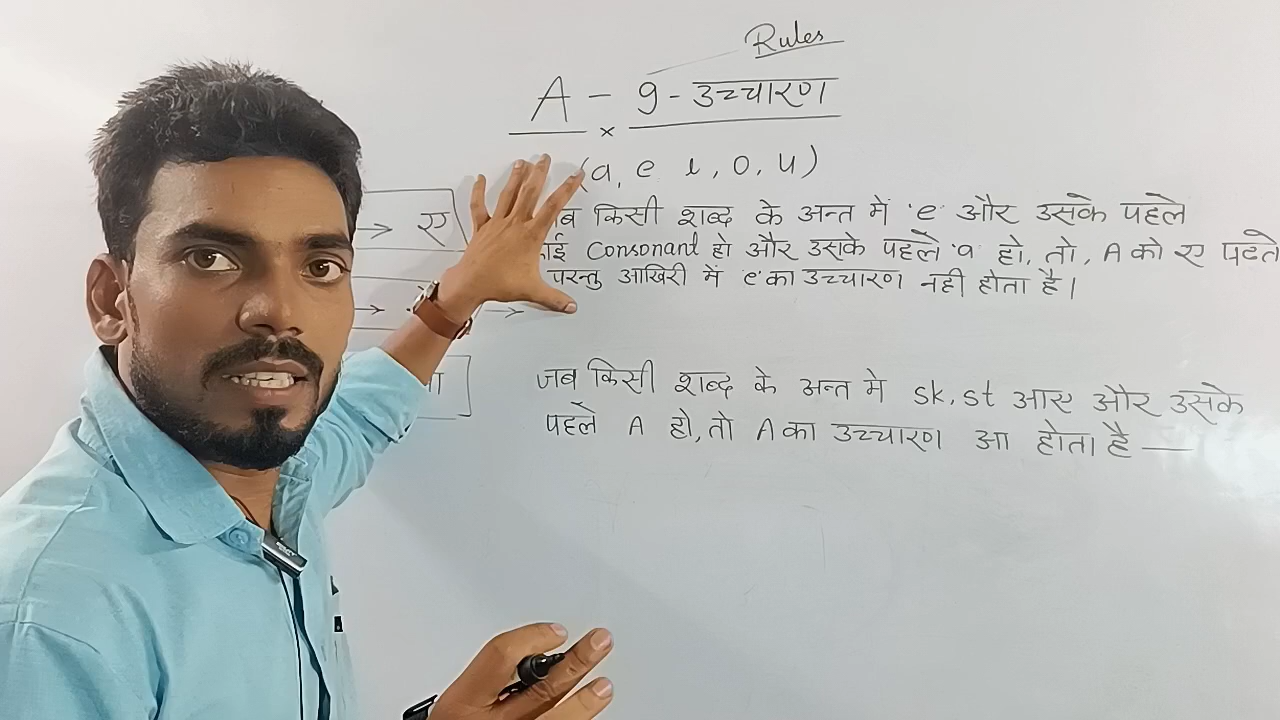 Rules
A - 9 - उच्चारण
×
(a, e i, o, u)
किसी शब्द के अन्त मे 'e' और उसके पहले
consonant हो और उसके पहले 'a' हो, तो, A को ए पढ़ते
परन्तु आखिरी में e' का उच्चारण नही होता है।
→ ए
जब किसी शब्द के अन्त मे sk, st आए और उसके
पहले A हो, तो A का उच्चारण आ होता है —